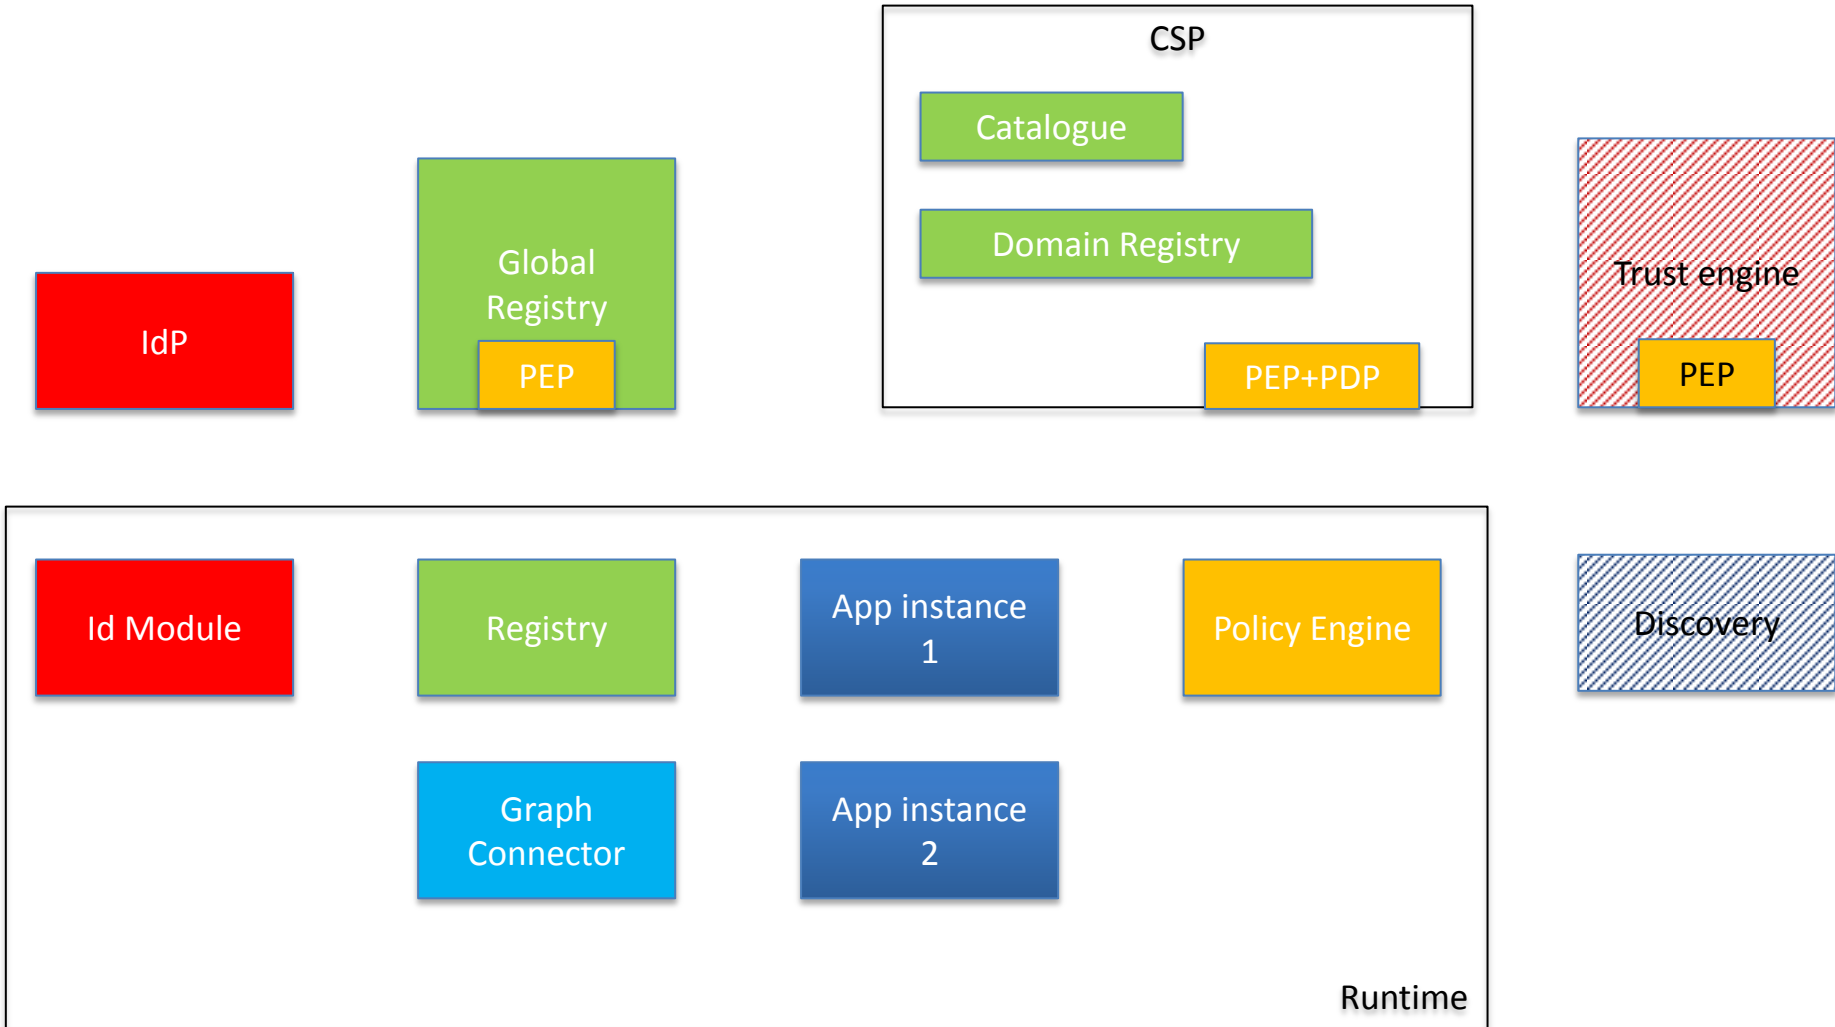 CSP
Catalogue
Domain Registry
Global
Registry
Trust engine
IdP
PEP
PEP+PDP
PEP
Id Module
Registry
App instance
1
Policy Engine
Discovery
Graph
Connector
App instance
2
Runtime